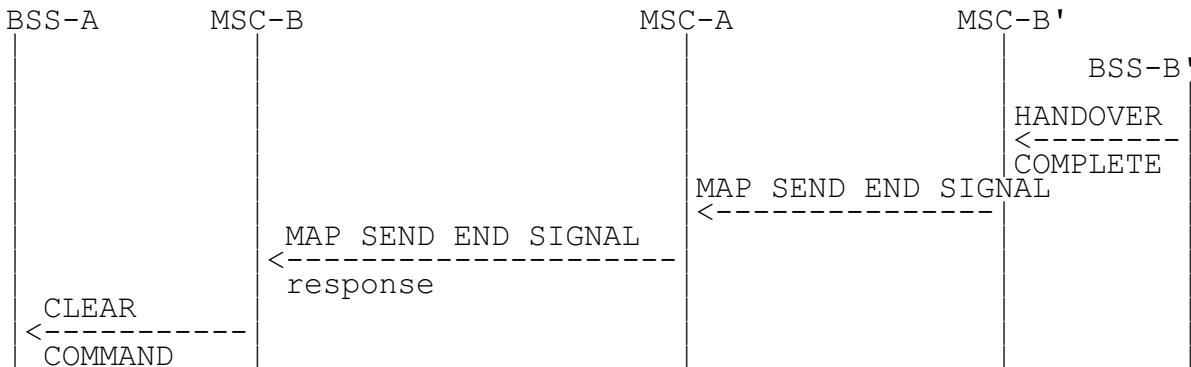 BSS-A MSC-B MSC-A MSC-B'
BSS-B'
HANDOVER
COMPLETE
MAP SEND END SIGNAL
MAP SEND END SIGNAL
response
CLEAR
COMMAND